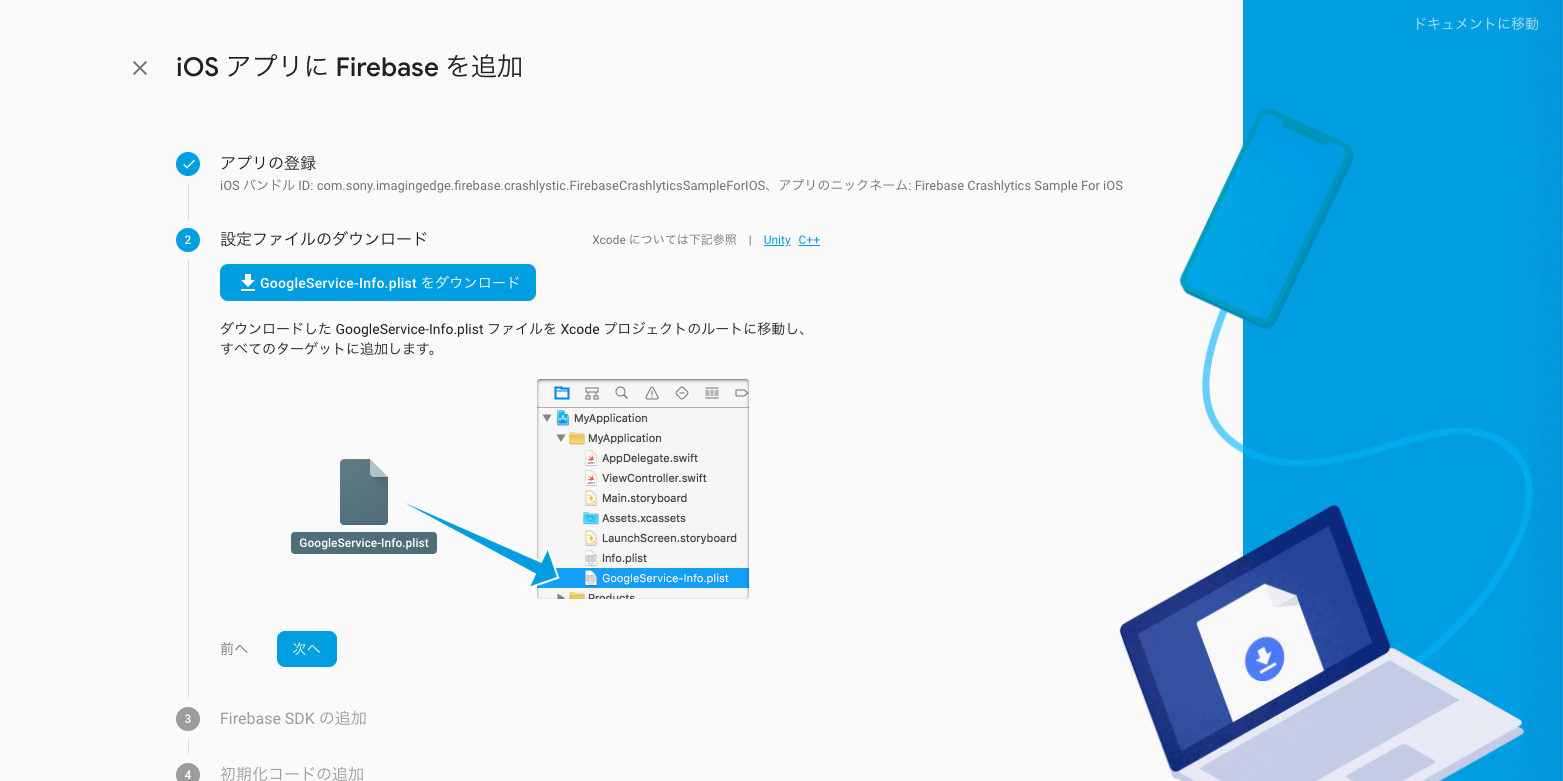 ドキュメントに移動
iOS アプリに Firebase を追加
アプリの登録
iOS バンドル ID: com.sony.imagingedge.firebase.crashlystic.FirebaseCrashlyticsSampleForIOS、アプリのニックネーム: Firebase Crashlytics Sample For iOS
2 設定ファイルのダウンロード
Xcode については下記参照 | Unity C++
GoogleService-Info.plist をダウンロード
ダウンロードした GoogleService-Info.plist ファイルを Xcode プロジェクトのルートに移動し、
すべてのターゲットに追加します。
MyApplication
MyApplication
AppDelegate.swift
ViewController.swift
Main.storyboard
Assets.xcassets
LaunchScreen.storyboard
Info.plist
GoogleService-Info.plist
Products
GoogleService-Info.plist
前へ 次へ
3 Firebase SDK の追加
4 初期化コードの追加